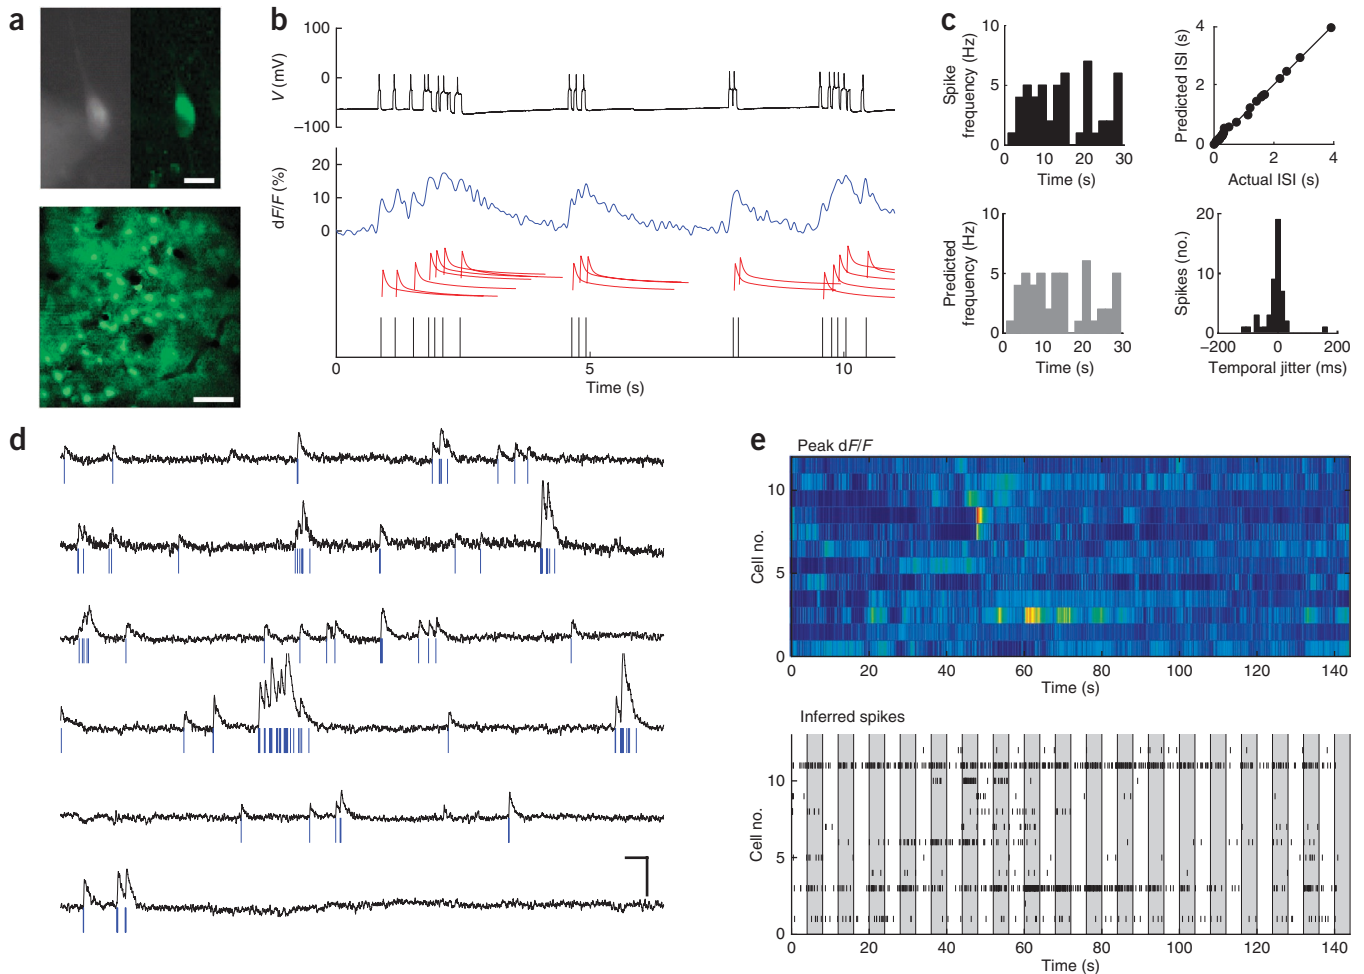 a
b
100
0
−100
V (mV)
20
10
0
dF/F (%)
0
5
10
Time (s)
c
10
5
0
Spike
frequency (Hz)
0
10
20
30
Time (s)
4
2
0
Predicted ISI (s)
0
2
4
Actual ISI (s)
10
5
0
Predicted
frequency (Hz)
0
10
20
30
Time (s)
20
10
0
Spikes (no.)
−200
0
200
Temporal jitter (ms)
d
e
Peak dF/F
10
5
0
Cell no.
0
20
40
60
80
100
120
140
Time (s)
Inferred spikes
10
5
0
Cell no.
0
20
40
60
80
100
120
140
Time (s)